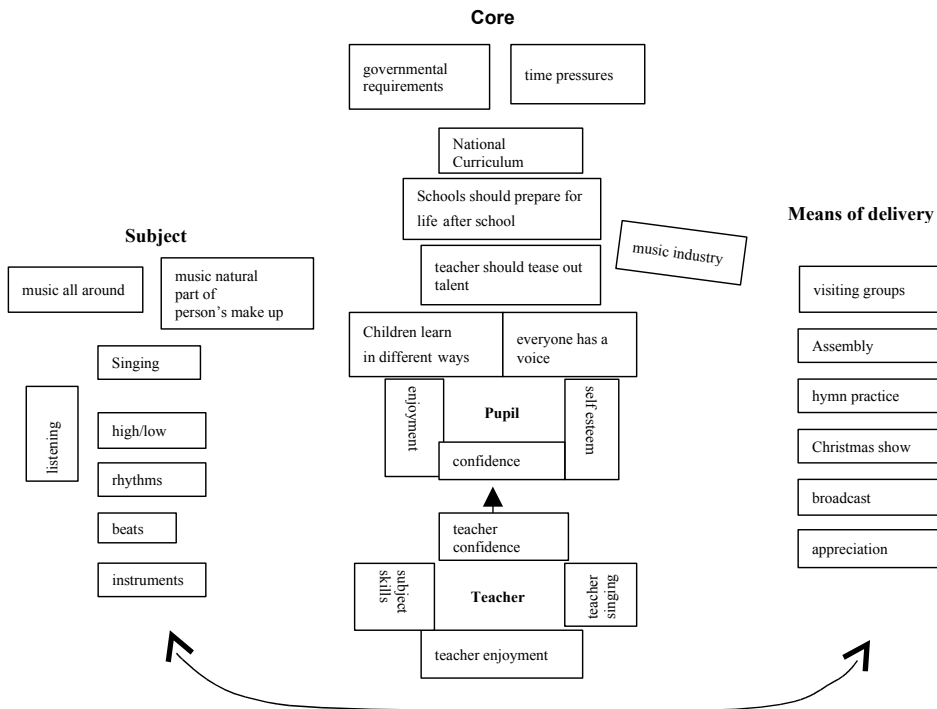 Core
governmental
requirements
time pressures
National
Curriculum
Schools should prepare for
life after school
Means of delivery
Subject
music industry
music all around
music natural
part of
person's make up
teacher should tease out
talent
visiting groups
Children learn
in different ways
everyone has a
voice
Assembly
Singing
enjoyment
Pupil
self esteem
hymn practice
listening
high/low
confidence
Christmas show
rhythms
broadcast
beats
teacher
confidence
appreciation
instruments
subject
skills
Teacher
teacher
singing
teacher enjoyment